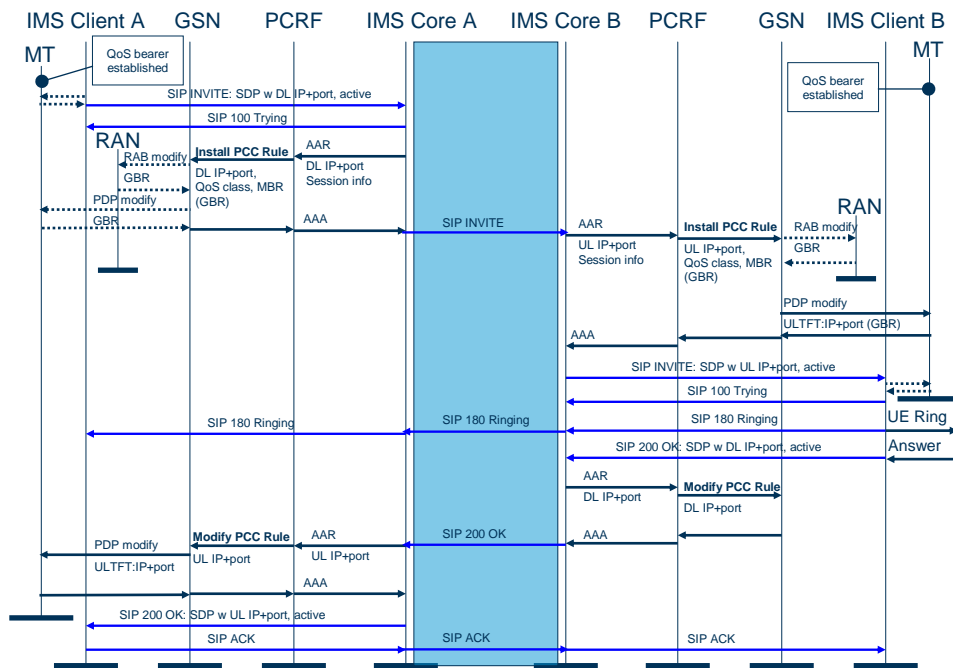 IMS Client A GSN PCRF IMS Core A IMS Core B PCRF GSN IMS Client B
MT
QoS bearer
established
MT
QoS bearer
established
SIP INVITE: SDP w DL IP+port, active
SIP 100 Trying
RAN
RAB modify
GBR
Install PCC Rule
DL IP+port,
QoS class, MBR
(GBR)
AAR
DL IP+port
Session info
PDP modify
GBR
AAA
SIP INVITE
AAR
UL IP+port
Session info
Install PCC Rule
UL IP+port,
QoS class, MBR
(GBR)
RAN
RAB modify
GBR
PDP modify
ULTFT:IP+port (GBR)
AAA
SIP INVITE: SDP w UL IP+port, active
SIP 100 Trying
SIP 180 Ringing
SIP 180 Ringing
SIP 180 Ringing
UE Ring
SIP 200 OK: SDP w DL IP+port, active
Answer
AAR
DL IP+port
Modify PCC Rule
DL IP+port
AAA
SIP 200 OK
AAR
UL IP+port
Modify PCC Rule
UL IP+port
PDP modify
ULTFT:IP+port
AAA
SIP 200 OK: SDP w UL IP+port, active
SIP ACK
SIP ACK
SIP ACK